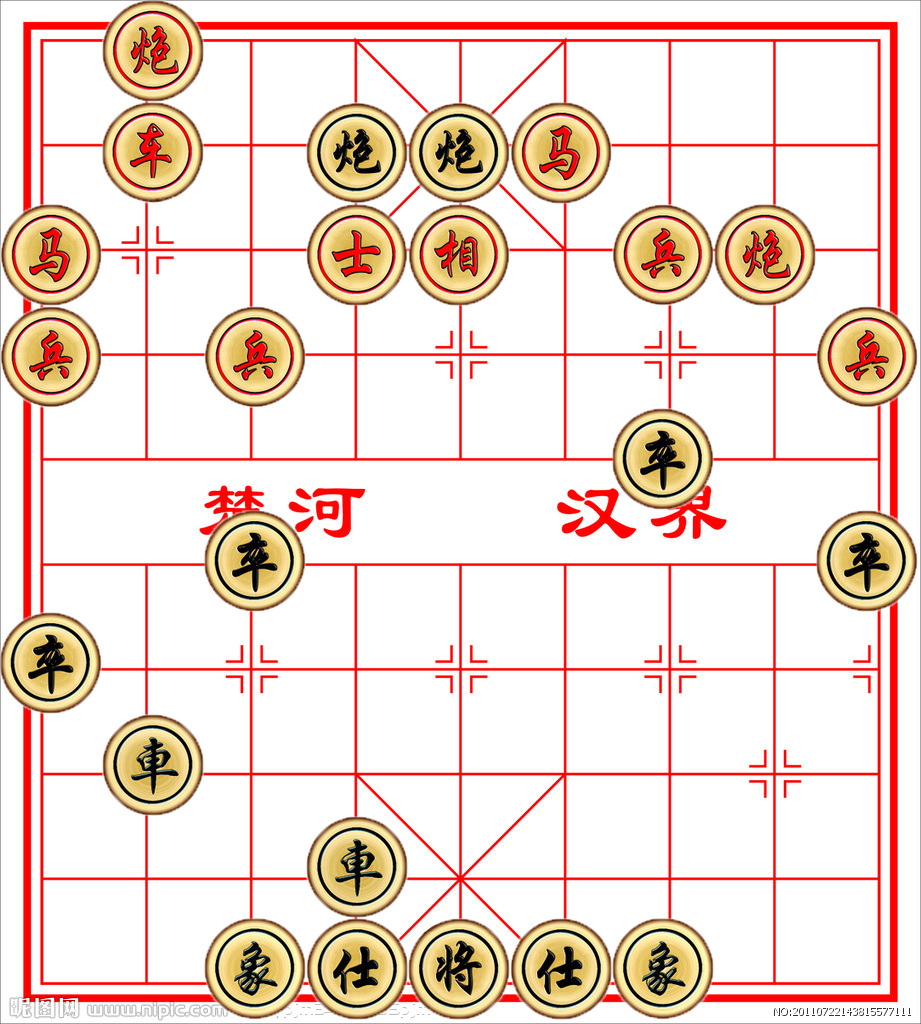 炮
车 炮 炮 马
马 士 相 兵 炮
兵 兵 兵
卒
楚 河 汉 界
卒 卒
卒
車
車
象 仕 将 仕 象
昵图网 www.nipic.com
NO:20110722143815577111